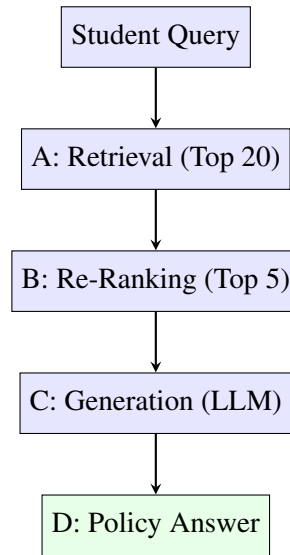 Student Query
A: Retrieval (Top 20)
B: Re-Ranking (Top 5)
C: Generation (LLM)
D: Policy Answer